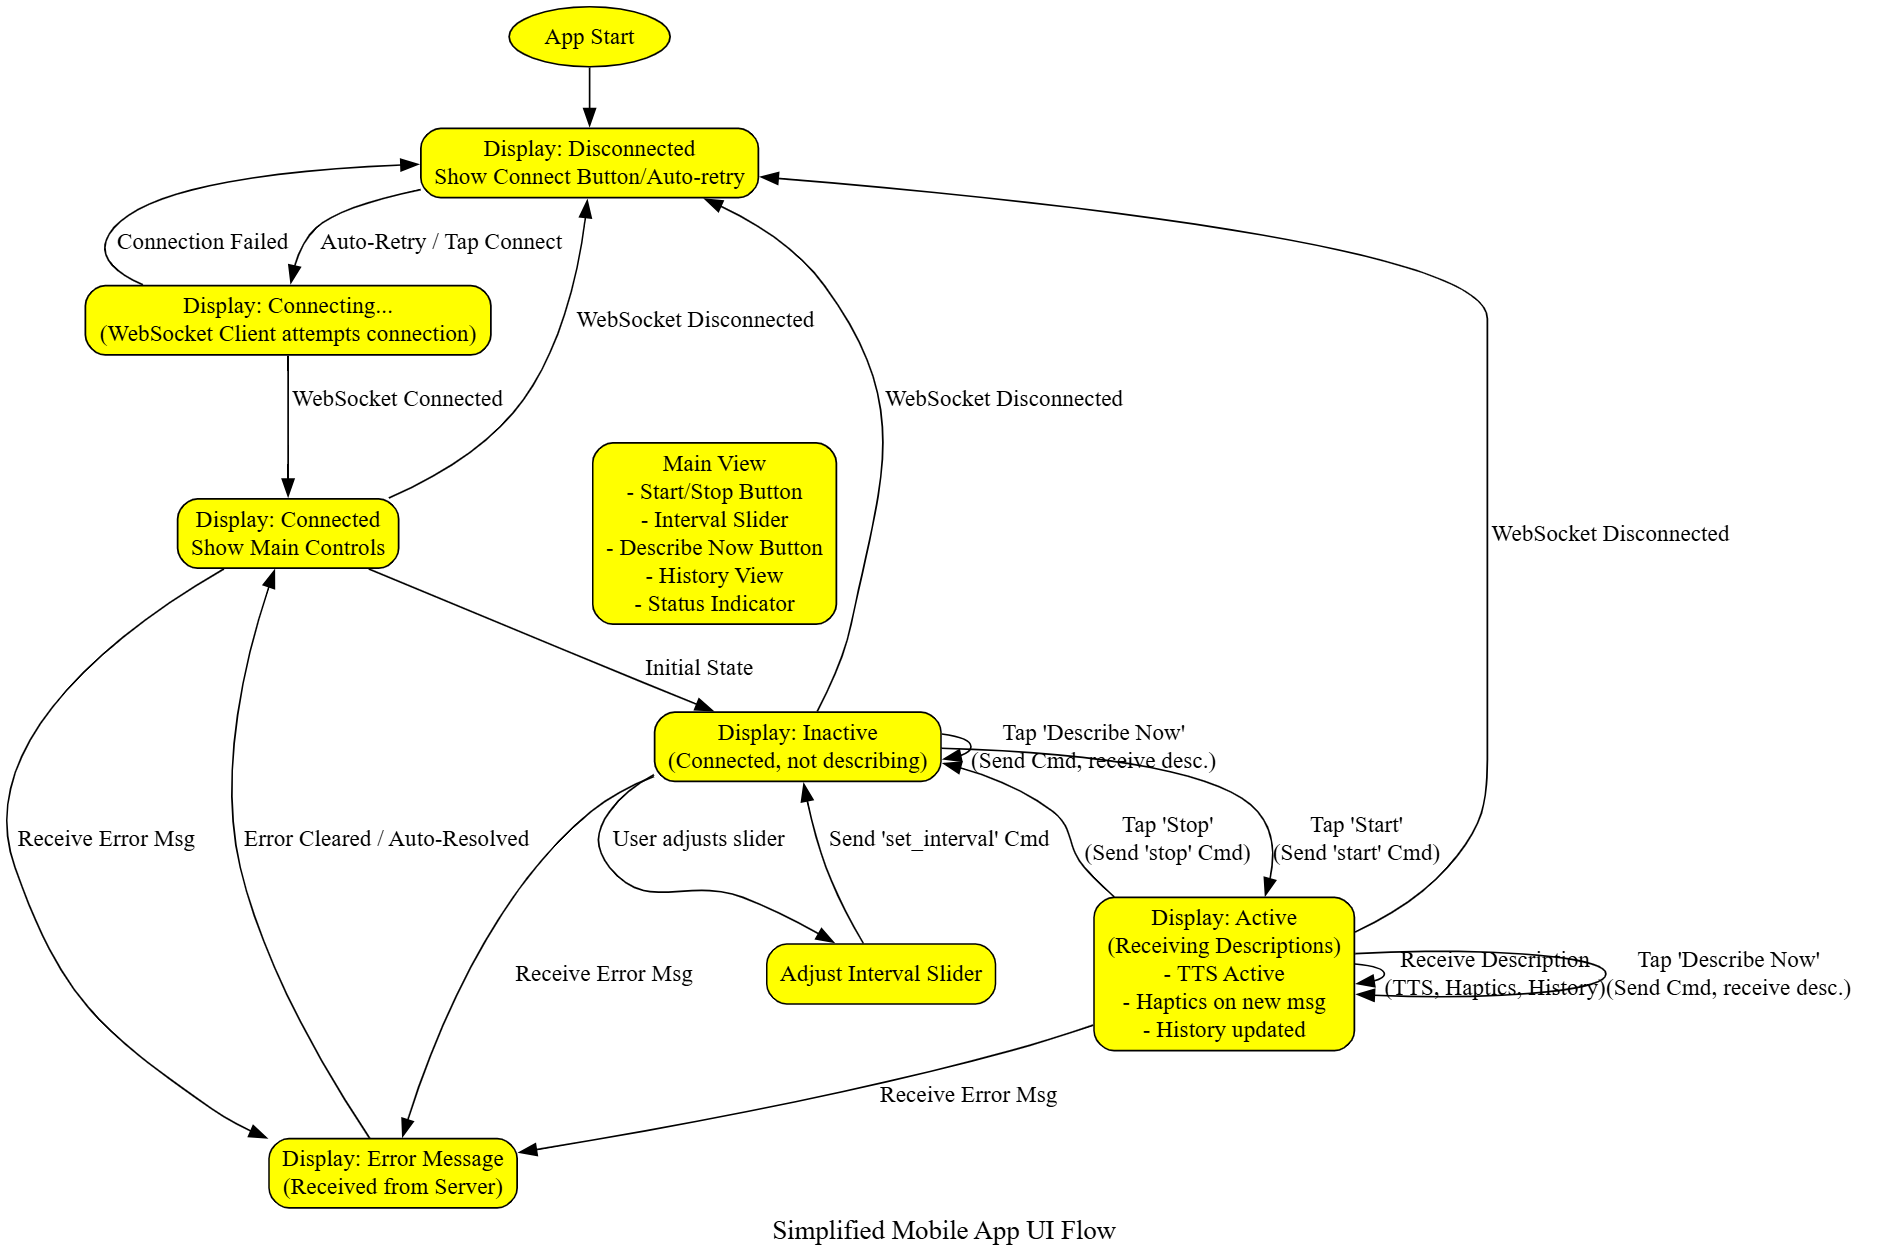 App Start
Display: Disconnected
Show Connect Button/Auto-retry
Connection Failed
Auto-Retry / Tap Connect
Display: Connecting...
(WebSocket Client attempts connection)
WebSocket Disconnected
WebSocket Connected
WebSocket Disconnected
Main View
- Start/Stop Button
- Interval Slider
- Describe Now Button
- History View
- Status Indicator
Display: Connected
Show Main Controls
WebSocket Disconnected
Initial State
Display: Inactive
(Connected, not describing)
Tap 'Describe Now'
(Send Cmd, receive desc.)
Receive Error Msg
Error Cleared / Auto-Resolved
User adjusts slider
Send 'set_interval' Cmd
Tap 'Stop'
(Send 'stop' Cmd)
Tap 'Start'
(Send 'start' Cmd)
Receive Error Msg
Adjust Interval Slider
Display: Active
(Receiving Descriptions)
- TTS Active
- Haptics on new msg
- History updated
Receive Description
(TTS, Haptics, History)
Tap 'Describe Now'
(Send Cmd, receive desc.)
Receive Error Msg
Display: Error Message
(Received from Server)
Simplified Mobile App UI Flow